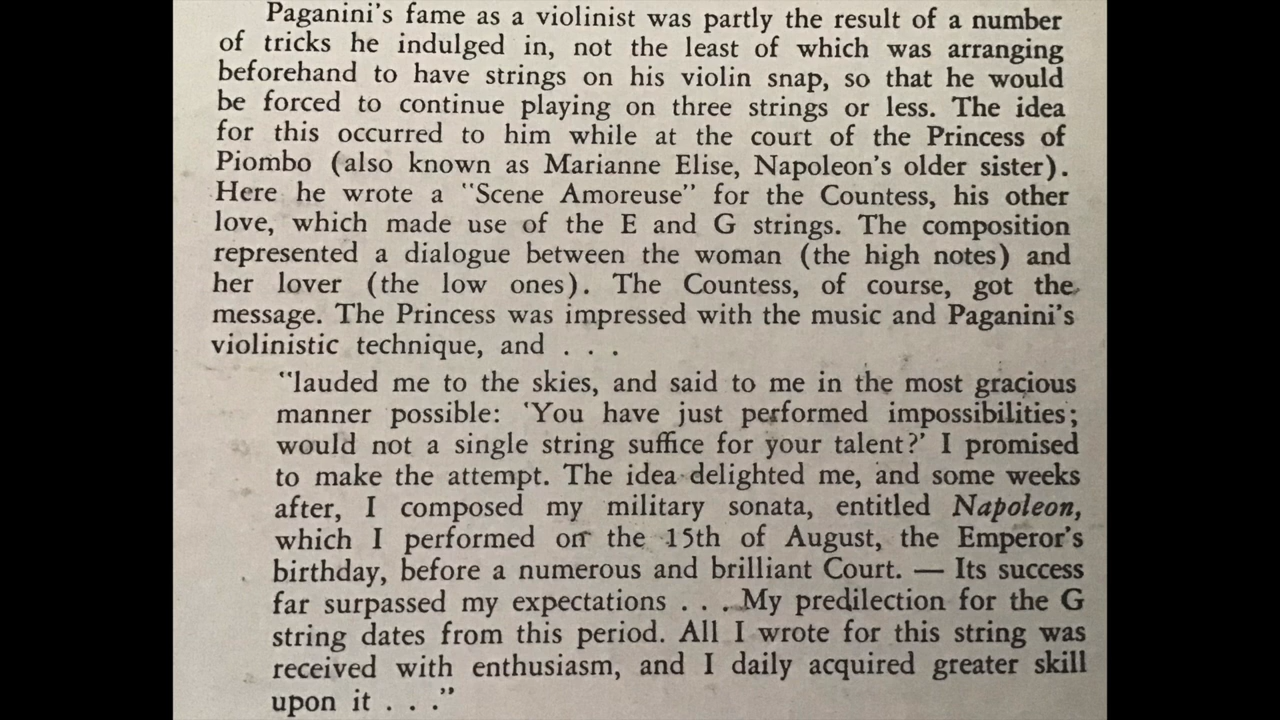 Paganini's fame as a violinist was partly the result of a number
of tricks he indulged in, not the least of which was arranging
beforehand to have strings on his violin snap, so that he would
be forced to continue playing on three strings or less. The idea
for this occurred to him while at the court of the Princess of
Piombo (also known as Marianne Elise, Napoleon's older sister).
Here he wrote a "Scene Amoreuse" for the Countess, his other
love, which made use of the E and G strings. The composition
represented a dialogue between the woman (the high notes) and
her lover (the low ones). The Countess, of course, got the
message. The Princess was impressed with the music and Paganini's
violinistic technique, and . . .
"lauded me to the skies, and said to me in the most gracious
manner possible: 'You have just performed impossibilities;
would not a single string suffice for your talent?' I promised
to make the attempt. The idea delighted me, and some weeks
after, I composed my military sonata, entitled Napoleon,
which I performed on the 15th of August, the Emperor's
birthday, before a numerous and brilliant Court. — Its success
far surpassed my expectations . . . My predilection for the G
string dates from this period. All I wrote for this string was
received with enthusiasm, and I daily acquired greater skill
upon it . . ."